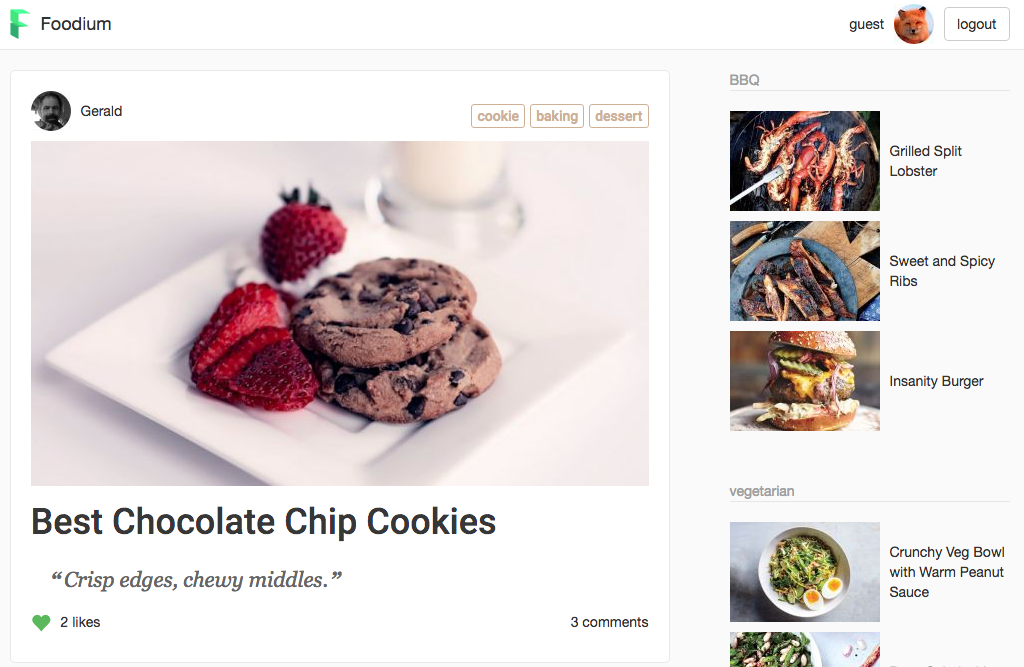 Foodium
guest
logout
Gerald
cookie
baking
dessert
Best Chocolate Chip Cookies
“Crisp edges, chewy middles.”
2 likes
3 comments
BBQ
Grilled Split
Lobster
Sweet and Spicy
Ribs
Insanity Burger
vegetarian
Crunchy Veg Bowl
with Warm Peanut
Sauce